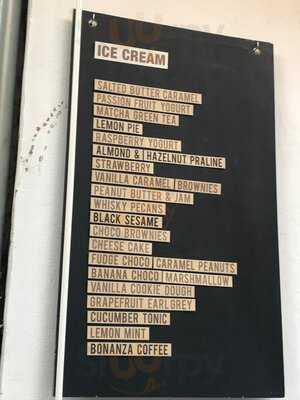 ICE CREAM
SALTED BUTTER CARAMEL
PASSION FRUIT YOGURT
MATCHA GREEN TEA
LEMON PIE
RASPBERRY YOGURT
ALMOND & HAZELNUT PRALINE
STRAWBERRY
VANILLA CARAMEL BROWNIES
PEANUT BUTTER & JAM
WHISKY PECANS
BLACK SESAME
CHOCO BROWNIES
CHEESE CAKE
FUDGE CHOCO CARAMEL PEANUTS
BANANA CHOCO MARSHMALLOW
VANILLA COOKIE DOUGH
GRAPEFRUIT EARLGREY
CUCUMBER TONIC
LEMON MINT
BONANZA COFFEE